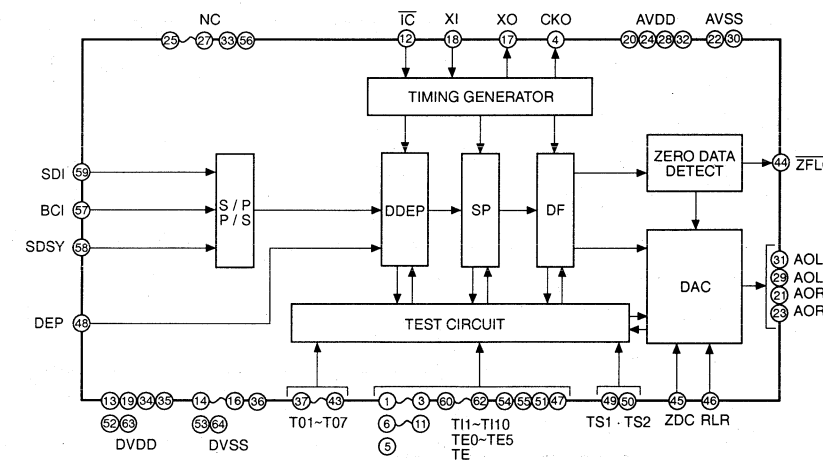 NC IC XI XO CKO AVDD AVSS
25 ~ 27 33 56 12 18 17 4 20 24 28 32 22 30
TIMING GENERATOR
SDI 59
BCI 57
SDSY 58
DEP 48
S / P
P / S
DDEP
SP
DF
ZERO DATA
DETECT
44 ZFL
DAC
31 AOL
29 AOL
21 AOR
23 AOR
TEST CIRCUIT
13 19 34 35 14 ~ 16 36 37 ~ 43 1 ~ 3 60 ~ 62 54 55 51 47 49 50 45 46
52 63 53 64 T01~T07 6 ~ 11 TI1~TI10 TS1 · TS2 ZDC RLR
DVDD DVSS 5 TE0~TE5
TE